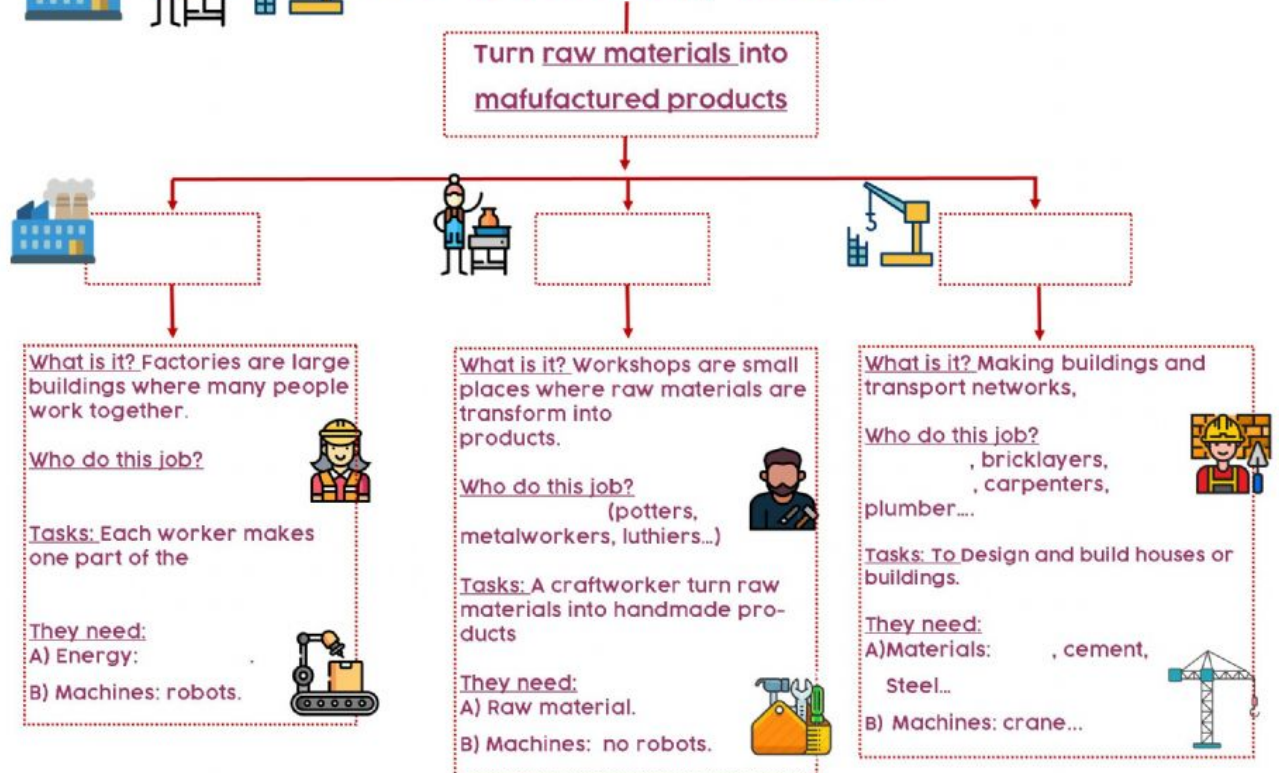 Turn raw materials into
mafufactured products
What is it? Factories are large
buildings where many people
work together.
Who do this job?
Tasks: Each worker makes
one part of the
They need:
A) Energy: .
B) Machines: robots.
What is it? Workshops are small
places where raw materials are
transform into
products.
Who do this job?
(potters,
metalworkers, luthiers...)
Tasks: A craftworker turn raw
materials into handmade pro-
ducts
They need:
A) Raw material.
B) Machines: no robots.
What is it? Making buildings and
transport networks,
Who do this job?
, bricklayers,
, carpenters,
plumber....
Tasks: To Design and build houses or
buildings.
They need:
A)Materials: , cement,
Steel...
B) Machines: crane...